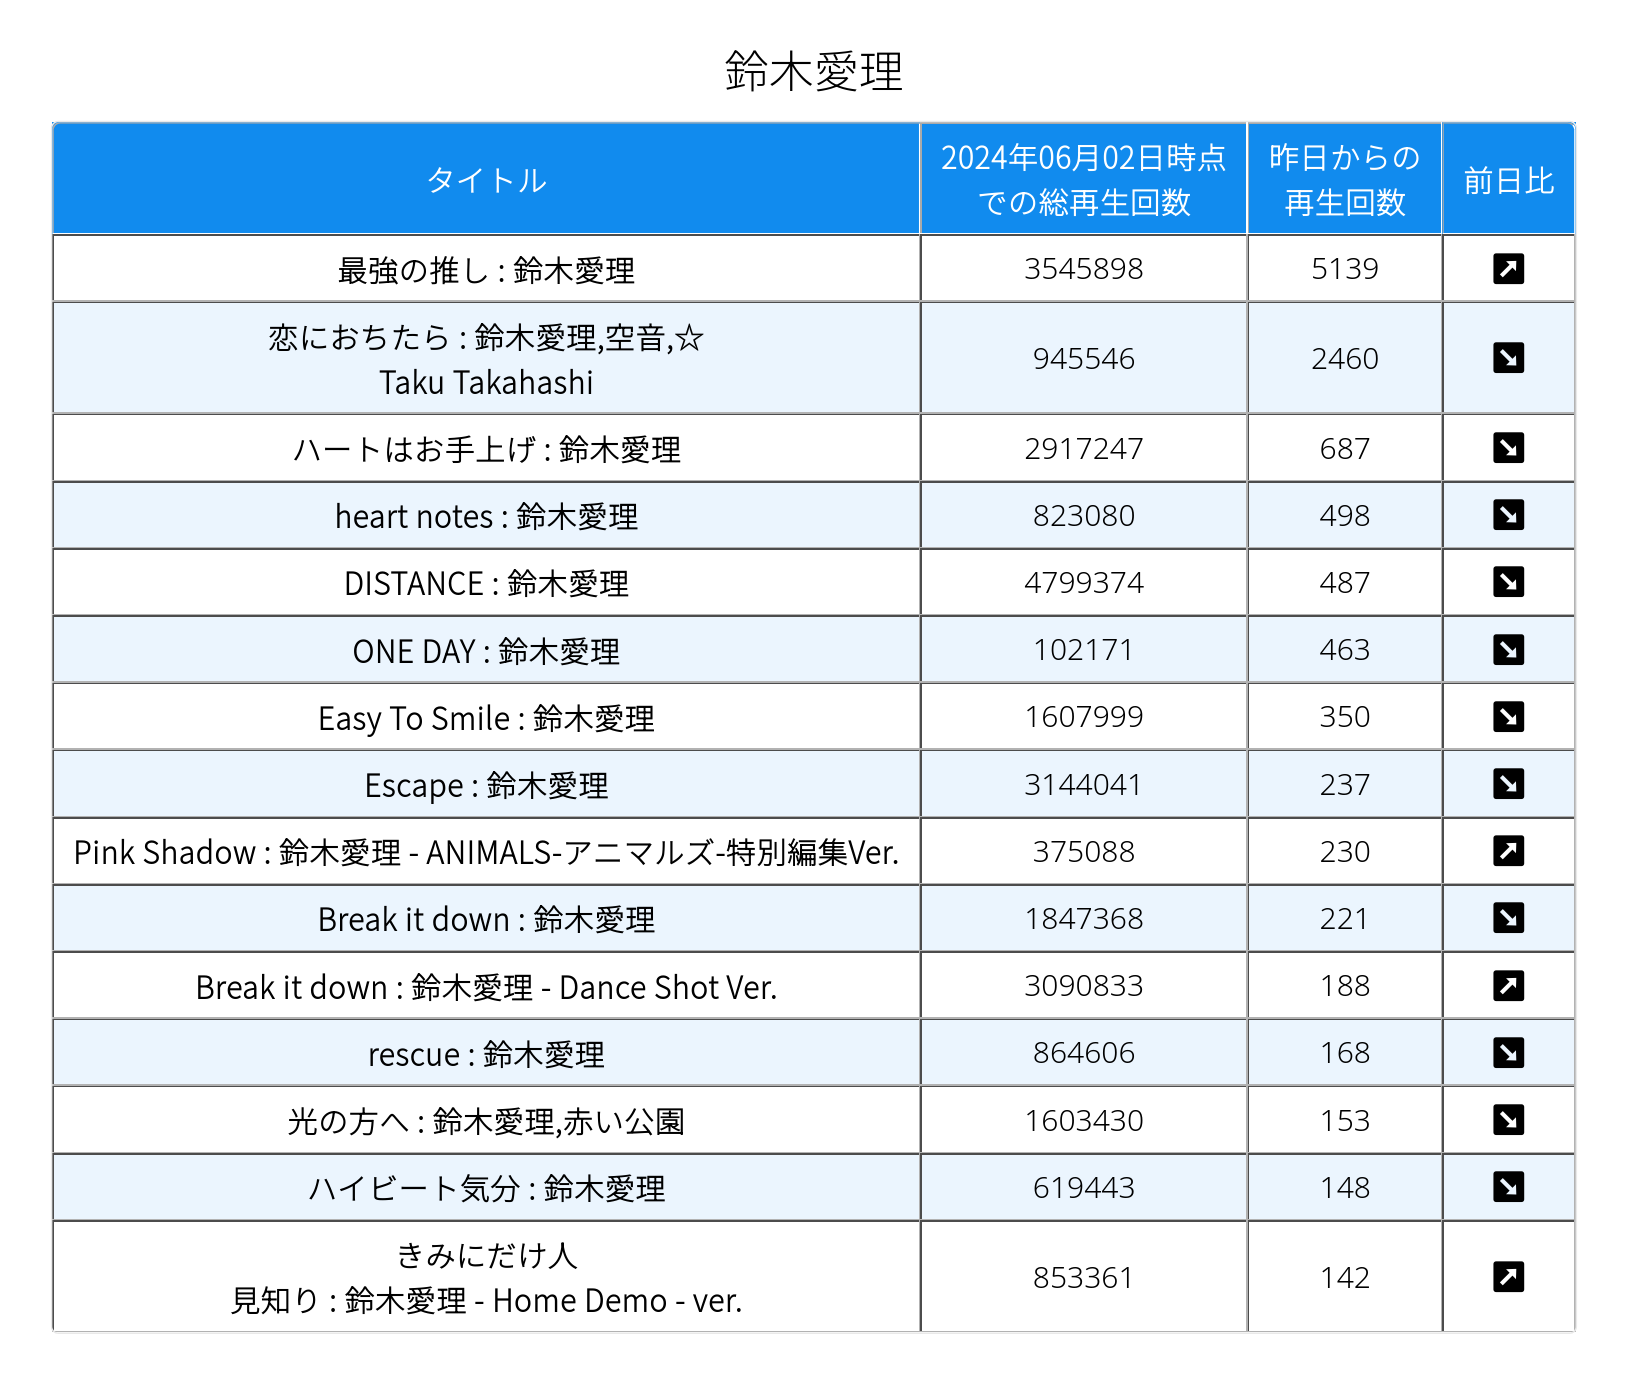 鈴木愛理
タイトル
2024年06月02日時点
での総再生回数
昨日からの
再生回数
前日比
最強の推し : 鈴木愛理 3545898 5139
恋におちたら : 鈴木愛理,空音,☆
Taku Takahashi
945546 2460
ハートはお手上げ : 鈴木愛理 2917247 687
heart notes : 鈴木愛理 823080 498
DISTANCE : 鈴木愛理 4799374 487
ONE DAY : 鈴木愛理 102171 463
Easy To Smile : 鈴木愛理 1607999 350
Escape : 鈴木愛理 3144041 237
Pink Shadow : 鈴木愛理 - ANIMALS-アニマルズ-特別編集Ver. 375088 230
Break it down : 鈴木愛理 1847368 221
Break it down : 鈴木愛理 - Dance Shot Ver. 3090833 188
rescue : 鈴木愛理 864606 168
光の方へ : 鈴木愛理,赤い公園 1603430 153
ハイビート気分 : 鈴木愛理 619443 148
きみにだけ人
見知り : 鈴木愛理 - Home Demo - ver.
853361 142